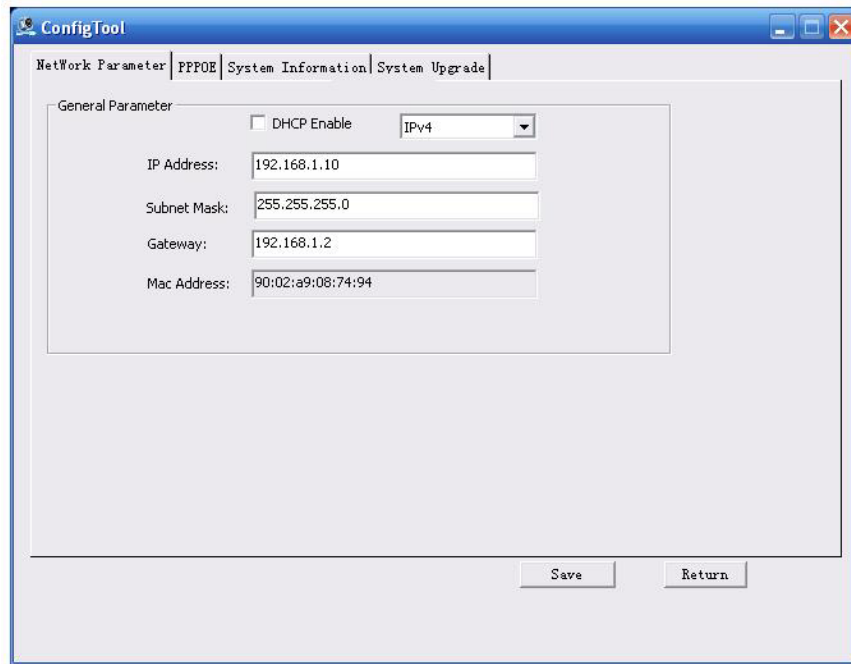 ConfigTool
NetWork Parameter PPPOE System Information System Upgrade
General Parameter
DHCP Enable IPv4
IP Address: 192.168.1.10
Subnet Mask: 255.255.255.0
Gateway: 192.168.1.2
Mac Address: 90:02:a9:08:74:94
Save Return